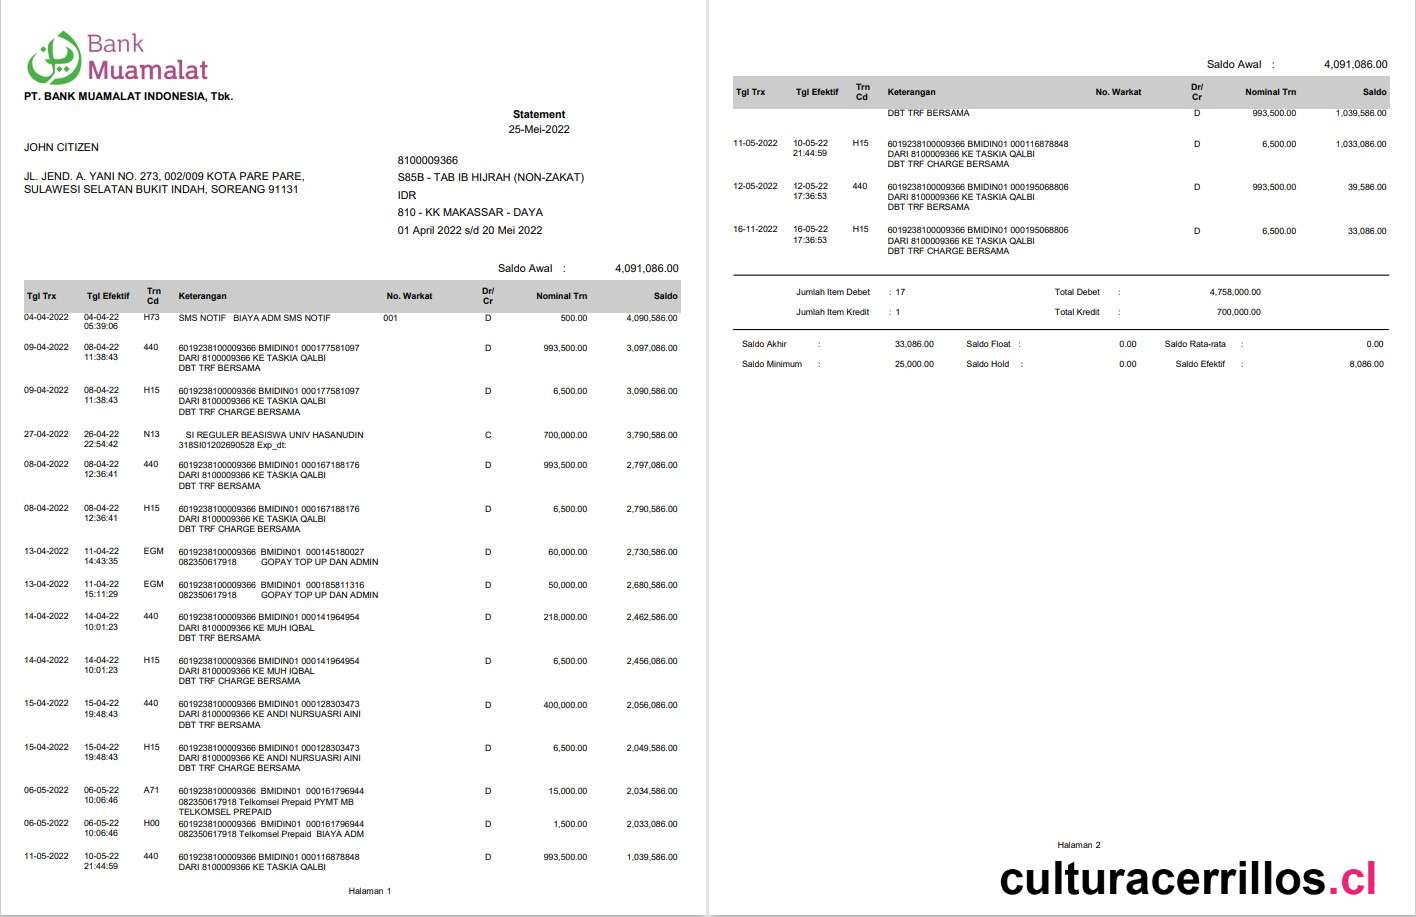 Bank
Muamalat
PT. BANK MUAMALAT INDONESIA, Tbk.
Statement
25-Mei-2022
JOHN CITIZEN
JL. JEND. A. YANI NO. 273, 002/009 KOTA PARE PARE,
SULAWESI SELATAN BUKIT INDAH, SOREANG 91131
8100009366
S85B - TAB IB HIJRAH (NON-ZAKAT)
IDR
810 - KK MAKASSAR - DAYA
01 April 2022 s/d 20 Mei 2022
Saldo Awal : 4,091,086.00
Tgl Trx Tgl Efektif Trn Cd Keterangan No. Warkat Dr/ Cr Nominal Trn Saldo
04-04-2022 04-04-22 H73 SMS NOTIF BIAYA ADM SMS NOTIF 001 D 500.00 4,090,586.00
05:39:06
09-04-2022 08-04-22 440 6019238100009366 BMIDIN01 000177581097 D 993,500.00 3,097,086.00
11:38:43 DARI 8100009366 KE TASKIA QALBI
DBT TRF BERSAMA
09-04-2022 08-04-22 H15 6019238100009366 BMIDIN01 000177581097 D 6,500.00 3,090,586.00
11:38:43 DARI 8100009366 KE TASKIA QALBI
DBT TRF CHARGE BERSAMA
27-04-2022 26-04-22 N13 SI REGULER BEASISWA UNIV HASANUDIN C 700,000.00 3,790,586.00
22:54:42 318SI01202690528 Exp_dt:
08-04-2022 08-04-22 440 6019238100009366 BMIDIN01 000167188176 D 993,500.00 2,797,086.00
12:36:41 DARI 8100009366 KE TASKIA QALBI
DBT TRF BERSAMA
08-04-2022 08-04-22 H15 6019238100009366 BMIDIN01 000167188176 D 6,500.00 2,790,586.00
12:36:41 DARI 8100009366 KE TASKIA QALBI
DBT TRF CHARGE BERSAMA
13-04-2022 11-04-22 EGM 6019238100009366 BMIDIN01 000145180027 D 60,000.00 2,730,586.00
14:43:35 082350617918 GOPAY TOP UP DAN ADMIN
13-04-2022 11-04-22 EGM 6019238100009366 BMIDIN01 000185811316 D 50,000.00 2,680,586.00
15:11:29 082350617918 GOPAY TOP UP DAN ADMIN
14-04-2022 14-04-22 440 6019238100009366 BMIDIN01 000141964954 D 218,000.00 2,462,586.00
10:01:23 DARI 8100009366 KE MUH IQBAL
DBT TRF BERSAMA
14-04-2022 14-04-22 H15 6019238100009366 BMIDIN01 000141964954 D 6,500.00 2,456,086.00
10:01:23 DARI 8100009366 KE MUH IQBAL
DBT TRF CHARGE BERSAMA
15-04-2022 15-04-22 440 6019238100009366 BMIDIN01 000128303473 D 400,000.00 2,056,086.00
19:48:43 DARI 8100009366 KE ANDI NURSUASRI AINI
DBT TRF BERSAMA
15-04-2022 15-04-22 H15 6019238100009366 BMIDIN01 000128303473 D 6,500.00 2,049,586.00
19:48:43 DARI 8100009366 KE ANDI NURSUASRI AINI
DBT TRF CHARGE BERSAMA
06-05-2022 06-05-22 A71 6019238100009366 BMIDIN01 000161796944 D 15,000.00 2,034,586.00
10:06:46 082350617918 Telkomsel Prepaid PYMT MB
TELKOMSEL PREPAID
06-05-2022 06-05-22 H00 6019238100009366 BMIDIN01 000161796944 D 1,500.00 2,033,086.00
10:06:46 082350617918 Telkomsel Prepaid BIAYA ADM
11-05-2022 10-05-22 440 6019238100009366 BMIDIN01 000116878848 D 993,500.00 1,039,586.00
21:44:59 DARI 8100009366 KE TASKIA QALBI
Halaman 1
Saldo Awal : 4,091,086.00
Tgl Trx Tgl Efektif Trn Cd Keterangan No. Warkat Dr/ Cr Nominal Trn Saldo
DBT TRF BERSAMA D 993,500.00 1,039,586.00
11-05-2022 10-05-22 H15 6019238100009366 BMIDIN01 000116878848 D 6,500.00 1,033,086.00
21:44:59 DARI 8100009366 KE TASKIA QALBI
DBT TRF CHARGE BERSAMA
12-05-2022 12-05-22 440 6019238100009366 BMIDIN01 000195068806 D 993,500.00 39,586.00
17:36:53 DARI 8100009366 KE TASKIA QALBI
DBT TRF BERSAMA
16-11-2022 16-05-22 H15 6019238100009366 BMIDIN01 000195068806 D 6,500.00 33,086.00
17:36:53 DARI 8100009366 KE TASKIA QALBI
DBT TRF CHARGE BERSAMA
Jumlah Item Debet : 17 Total Debet : 4,758,000.00
Jumlah Item Kredit : 1 Total Kredit : 700,000.00
Saldo Akhir : 33,086.00 Saldo Float : 0.00 Saldo Rata-rata : 0.00
Saldo Minimum : 25,000.00 Saldo Hold : 0.00 Saldo Efektif : 8,086.00
Halaman 2
culturacerrillos.cl